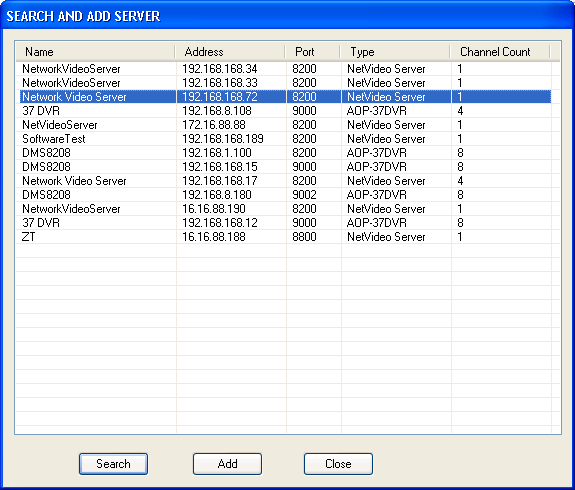 SEARCH AND ADD SERVER
Name Address Port Type Channel Count
NetworkVideoServer 192.168.168.34 8200 NetVideo Server 1
NetworkVideoServer 192.168.168.33 8200 NetVideo Server 1
Network Video Server 192.168.168.72 8200 NetVideo Server 1
37 DVR 192.168.8.108 9000 AOP-37DVR 4
NetVideoServer 172.16.88.88 8200 NetVideo Server 1
SoftwareTest 192.168.168.189 8200 NetVideo Server 1
DMS8208 192.168.1.100 8200 AOP-37DVR 8
DMS8208 192.168.168.15 9000 AOP-37DVR 8
Network Video Server 192.168.168.17 8200 NetVideo Server 4
DMS8208 192.168.8.180 9002 AOP-37DVR 8
NetworkVideoServer 16.16.88.190 8200 NetVideo Server 1
37 DVR 192.168.168.12 9000 AOP-37DVR 8
ZT 16.16.88.188 8800 NetVideo Server 1
Search Add Close